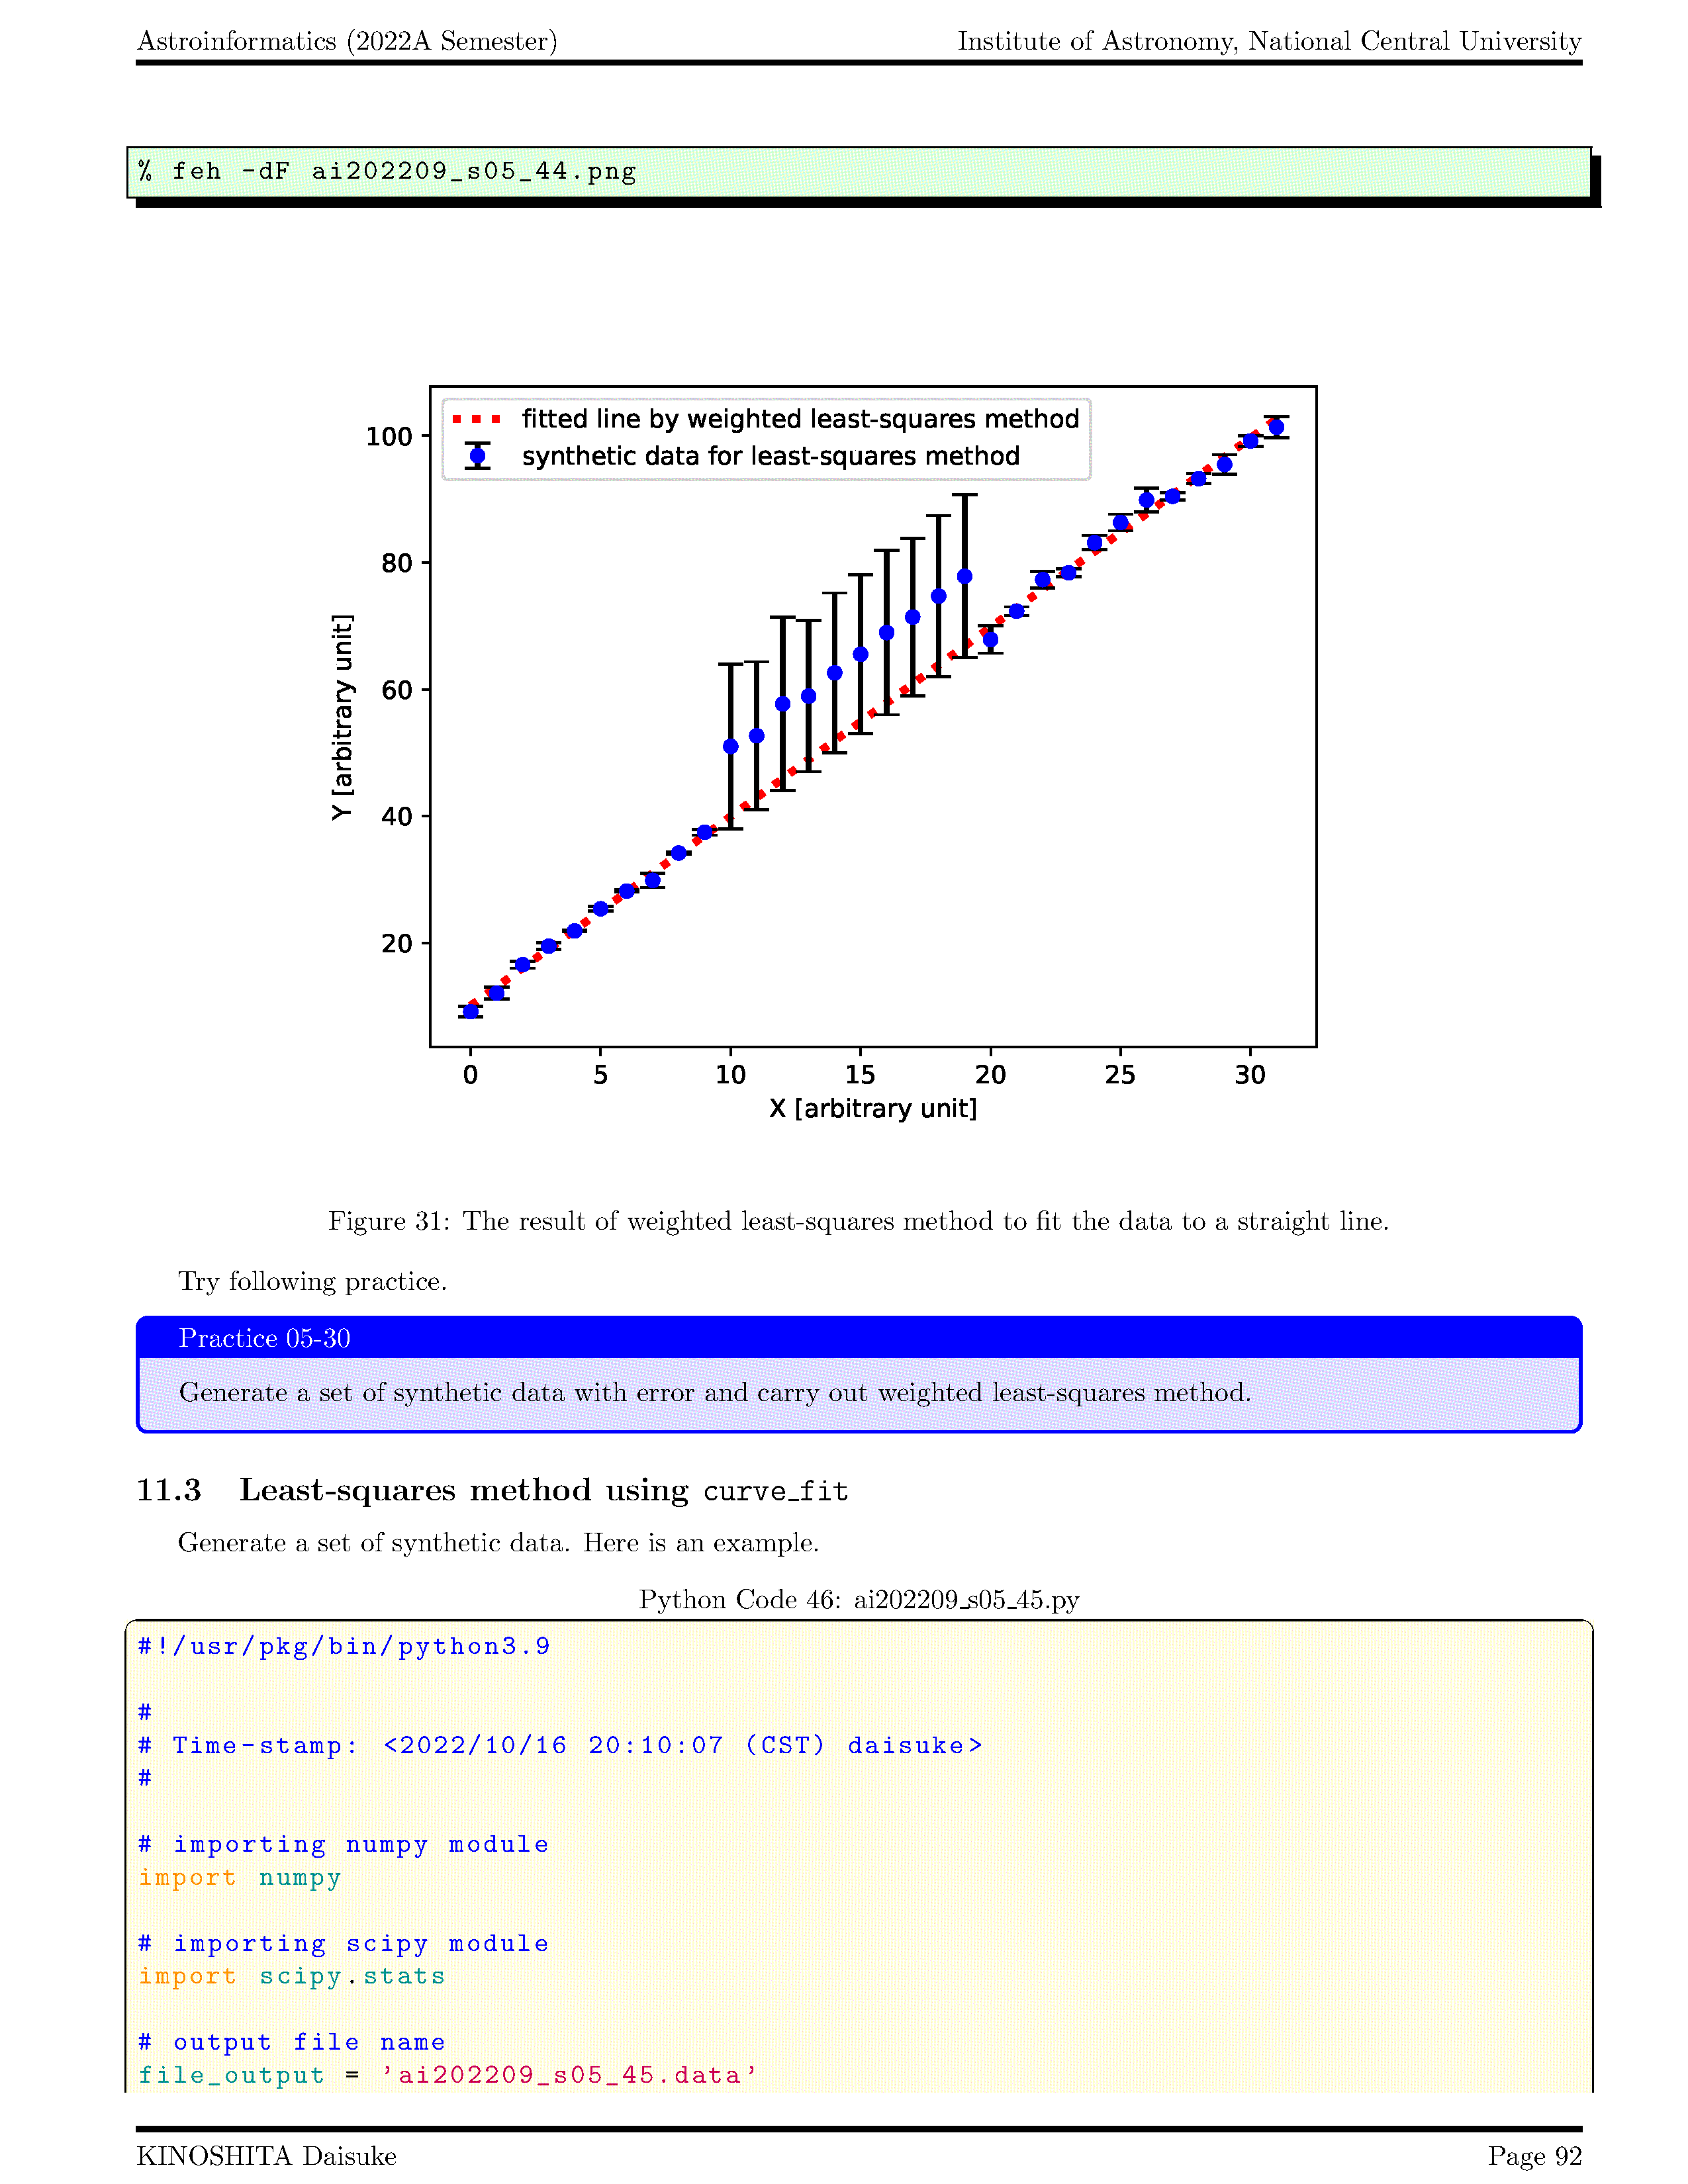 Astroinformatics (2022A Semester) Institute of Astronomy, National Central University
% feh -dF ai202209_s05_44.png
fitted line by weighted least-squares method
synthetic data for least-squares method
100
80
60
40
20
Y [arbitrary unit]
0 5 10 15 20 25 30
X [arbitrary unit]
Figure 31: The result of weighted least-squares method to fit the data to a straight line.
Try following practice.
Practice 05-30
Generate a set of synthetic data with error and carry out weighted least-squares method.
11.3 Least-squares method using curve_fit
Generate a set of synthetic data. Here is an example.
Python Code 46: ai202209_s05_45.py
#!/usr/pkg/bin/python3.9
#
# Time-stamp: <2022/10/16 20:10:07 (CST) daisuke>
#
# importing numpy module
import numpy
# importing scipy module
import scipy.stats
# output file name
file_output = 'ai202209_s05_45.data'
KINOSHITA Daisuke Page 92